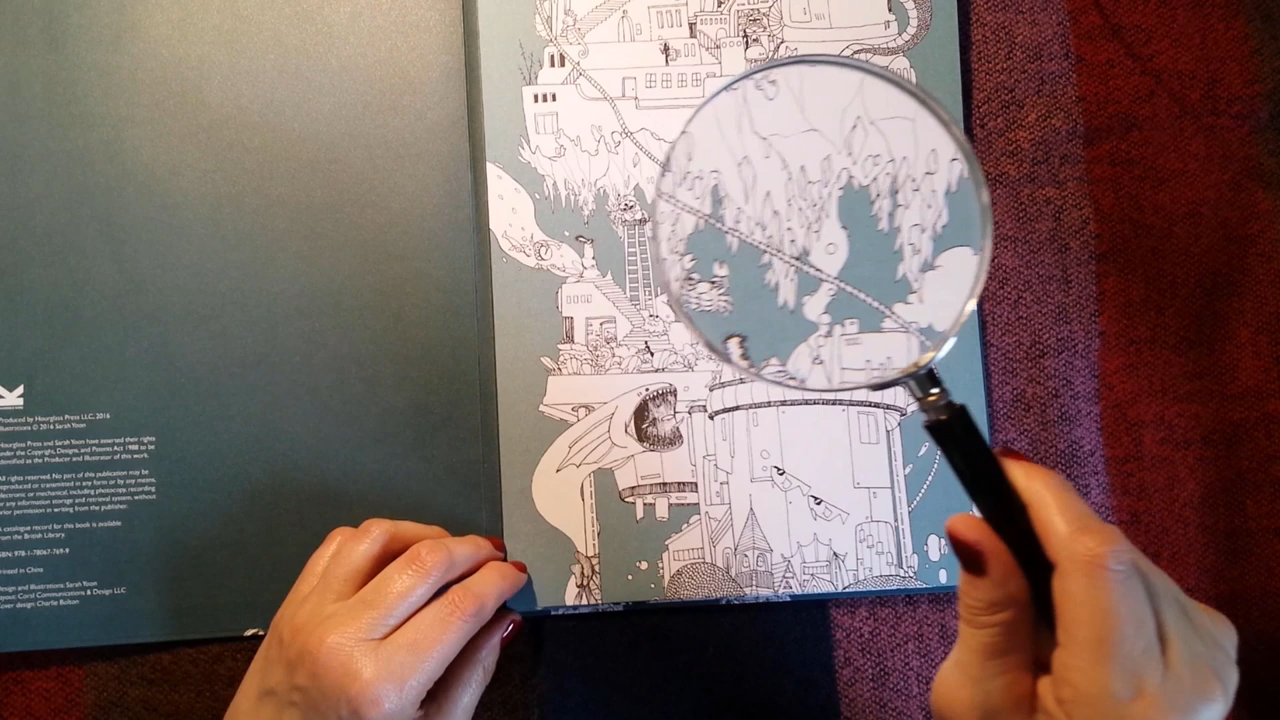 K
Produced by Hourglass Press LLC, 2016
Illustrations © 2016 Sarah Yoon
Hourglass Press and Sarah Yoon have asserted their rights
under the Copyright, Designs, and Patents Act 1988 to be
identified as the Producer and Illustrator of this work.
All rights reserved. No part of this publication may be
reproduced or transmitted in any form or by any means,
electronic or mechanical, including photocopy, recording
or any information storage and retrieval system, without
prior permission in writing from the publisher.
A catalogue record for this book is available
from the British Library.
ISBN: 978-1-78067-769-9
Printed in China
Design and Illustrations: Sarah Yoon
Layout: Coral Communications & Design LLC
Cover design: Charlie Bolton